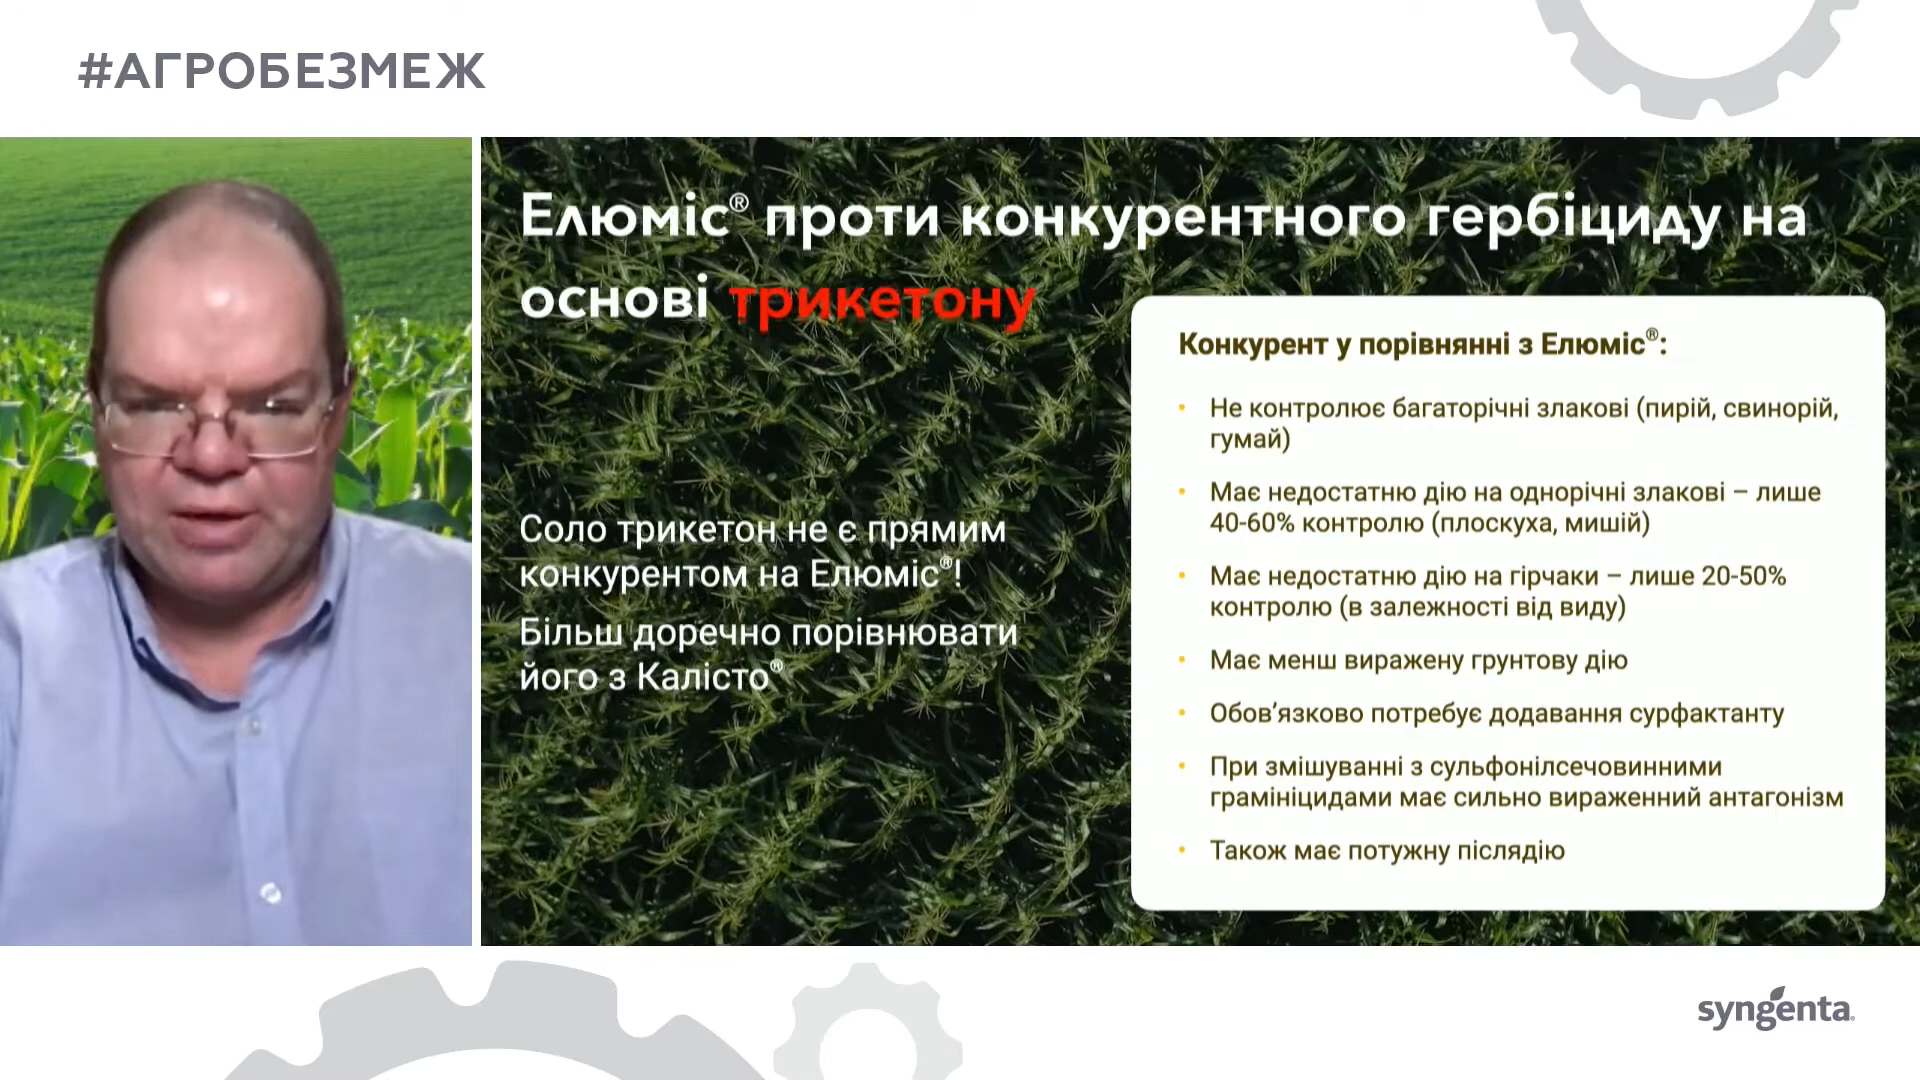 #АГРОБЕЗМЕЖ
Елюміс® проти конкурентного гербіциду на
основі трикетону
Соло трикетон не є прямим
конкурентом на Елюміс®!
Більш доречно порівнювати
його з Калісто®
Конкурент у порівнянні з Елюміс®:
• Не контролює багаторічні злакові (пирій, свинорій,
гумай)
• Має недостатню дію на однорічні злакові – лише
40-60% контролю (плоскуха, мишій)
• Має недостатню дію на гірчаки – лише 20-50%
контролю (в залежності від виду)
• Має менш виражену грунтову дію
• Обов’язково потребує додавання сурфактанту
• При змішуванні з сульфонілсечовинними
грамініцидами має сильно вираженний антагонізм
• Також має потужну післядію
syngenta